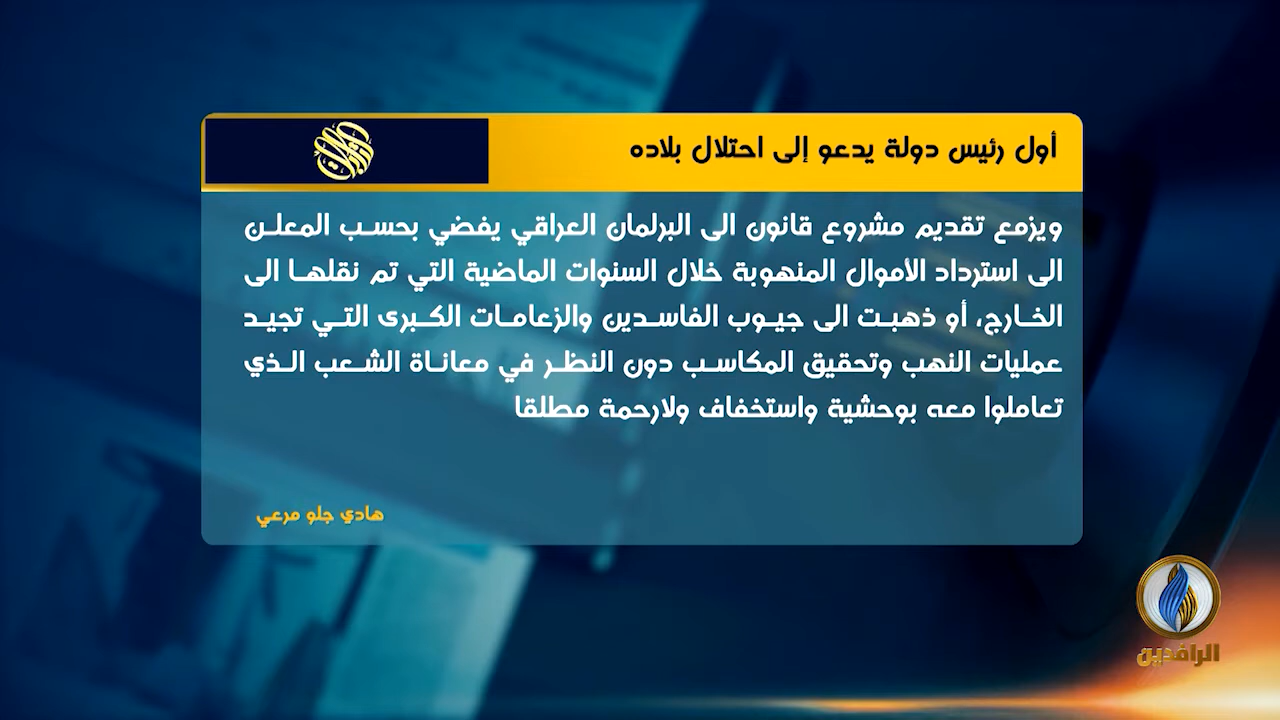 أول رئيس دولة يدعو إلى احتلال بلاده
ويزمع تقديم مشروع قانون الى البرلمان العراقي يفضي بحسب المعلن
الى استرداد الأموال المنهوبة خلال السنوات الماضية التي تم نقلها الى
الخارج، أو ذهبت الى جيوب الفاسدين والزعامات الكبرى التي تجيد
عمليات النهب وتحقيق المكاسب دون النظر في معاناة الشعب الذي
تعاملوا معه بوحشية واستخفاف ولارحمة مطلقا
هادي جلو مرعي
الرافدين